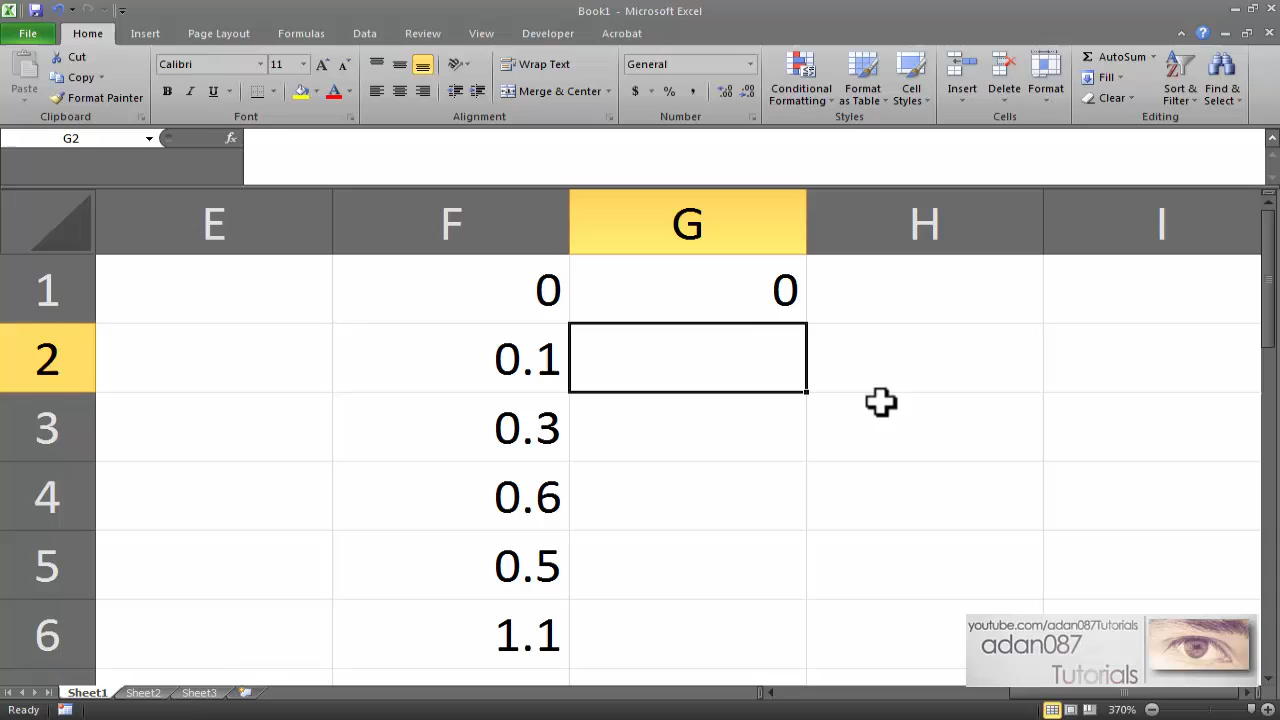 Book1 - Microsoft Excel
File Home Insert Page Layout Formulas Data Review View Developer Acrobat
Paste
Cut
Copy
Format Painter
Clipboard
Calibri 11
B I U
Font
Wrap Text
Merge & Center
Alignment
General
$ % ,
Number
Conditional Formatting
Format as Table
Cell Styles
Styles
Insert
Delete
Format
Cells
Σ AutoSum
Fill
Clear
Sort & Filter
Find & Select
Editing
G2 fx
E F G H I
1 0 0
2 0.1
3 0.3
4 0.6
5 0.5
6 1.1
youtube.com/adan087Tutorials
adan087
Tutorials
Sheet1 Sheet2 Sheet3
Ready 370%